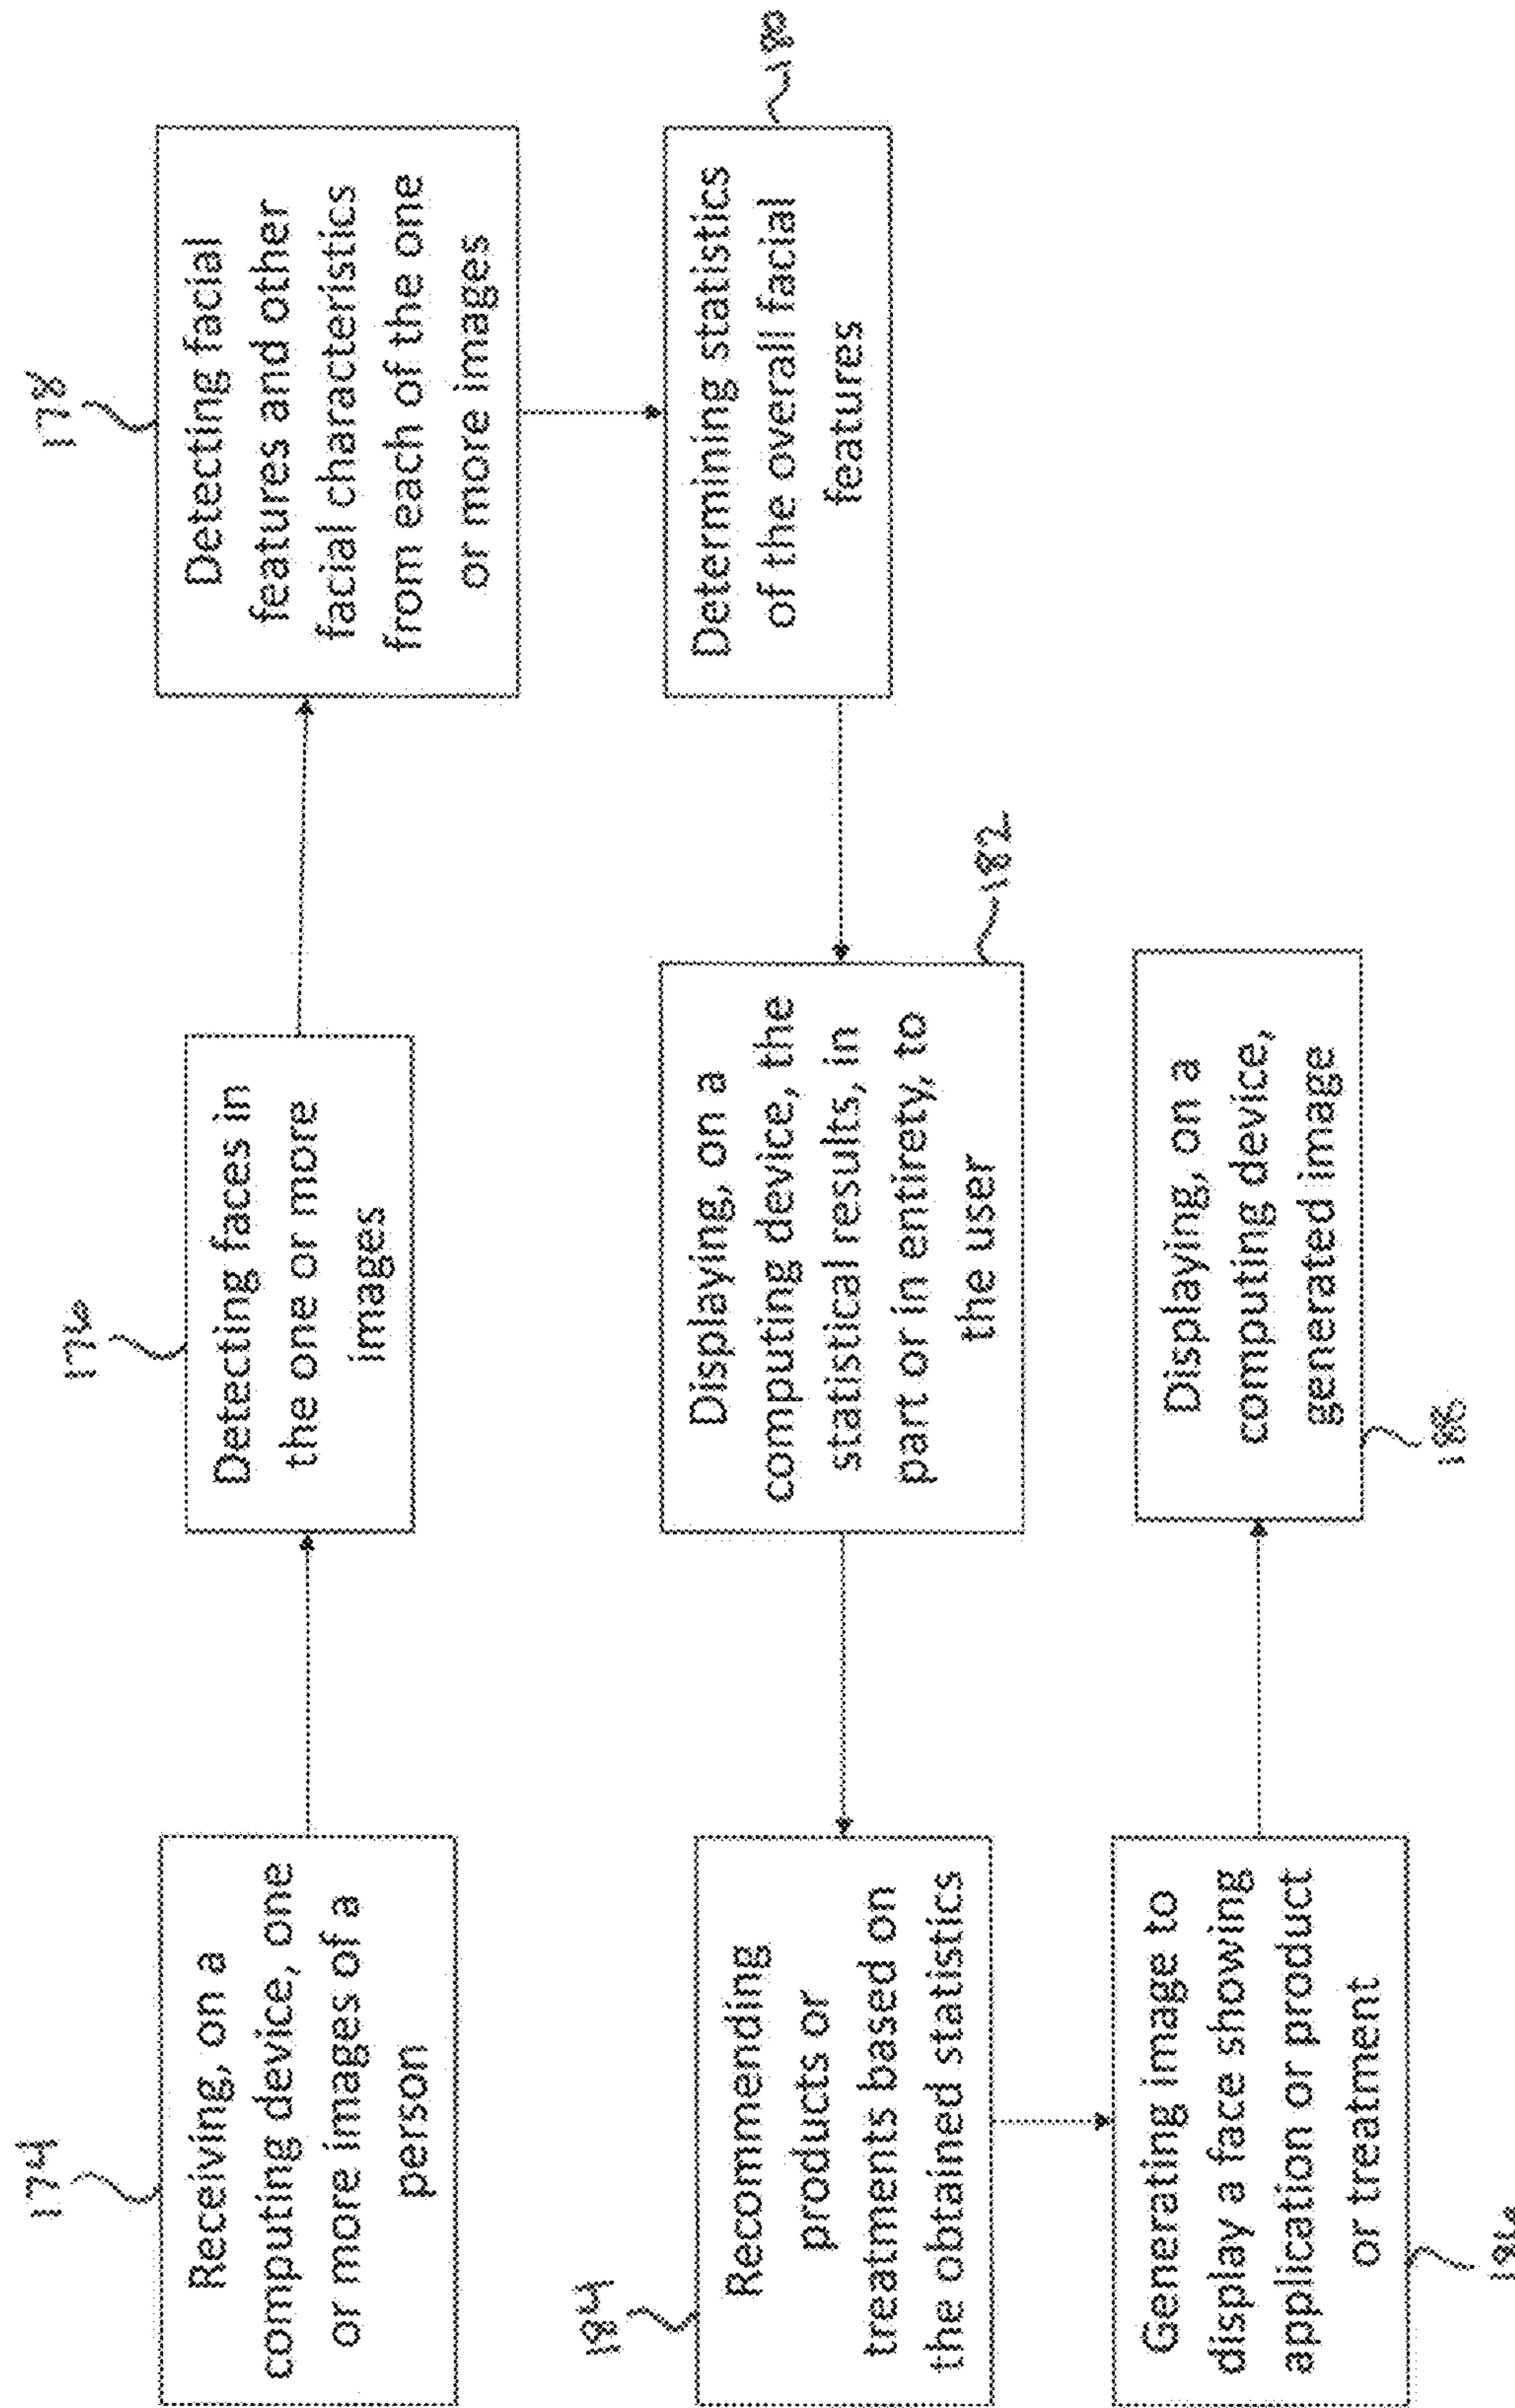 174
Receiving, on a
computing device, one
or more images of a
person
176
Detecting faces in
the one or more
images
178
Detecting facial
features and other
facial characteristics
from each of the one
or more images
180
Determining statistics
of the overall facial
features
182
Displaying, on a
computing device, the
statistical results, in
part or in entirety, to
the user
184
Recommending
products or
treatments based on
the obtained statistics
Generating image to
display a face showing
application or product
or treatment
Displaying, on a
computing device,
generated image